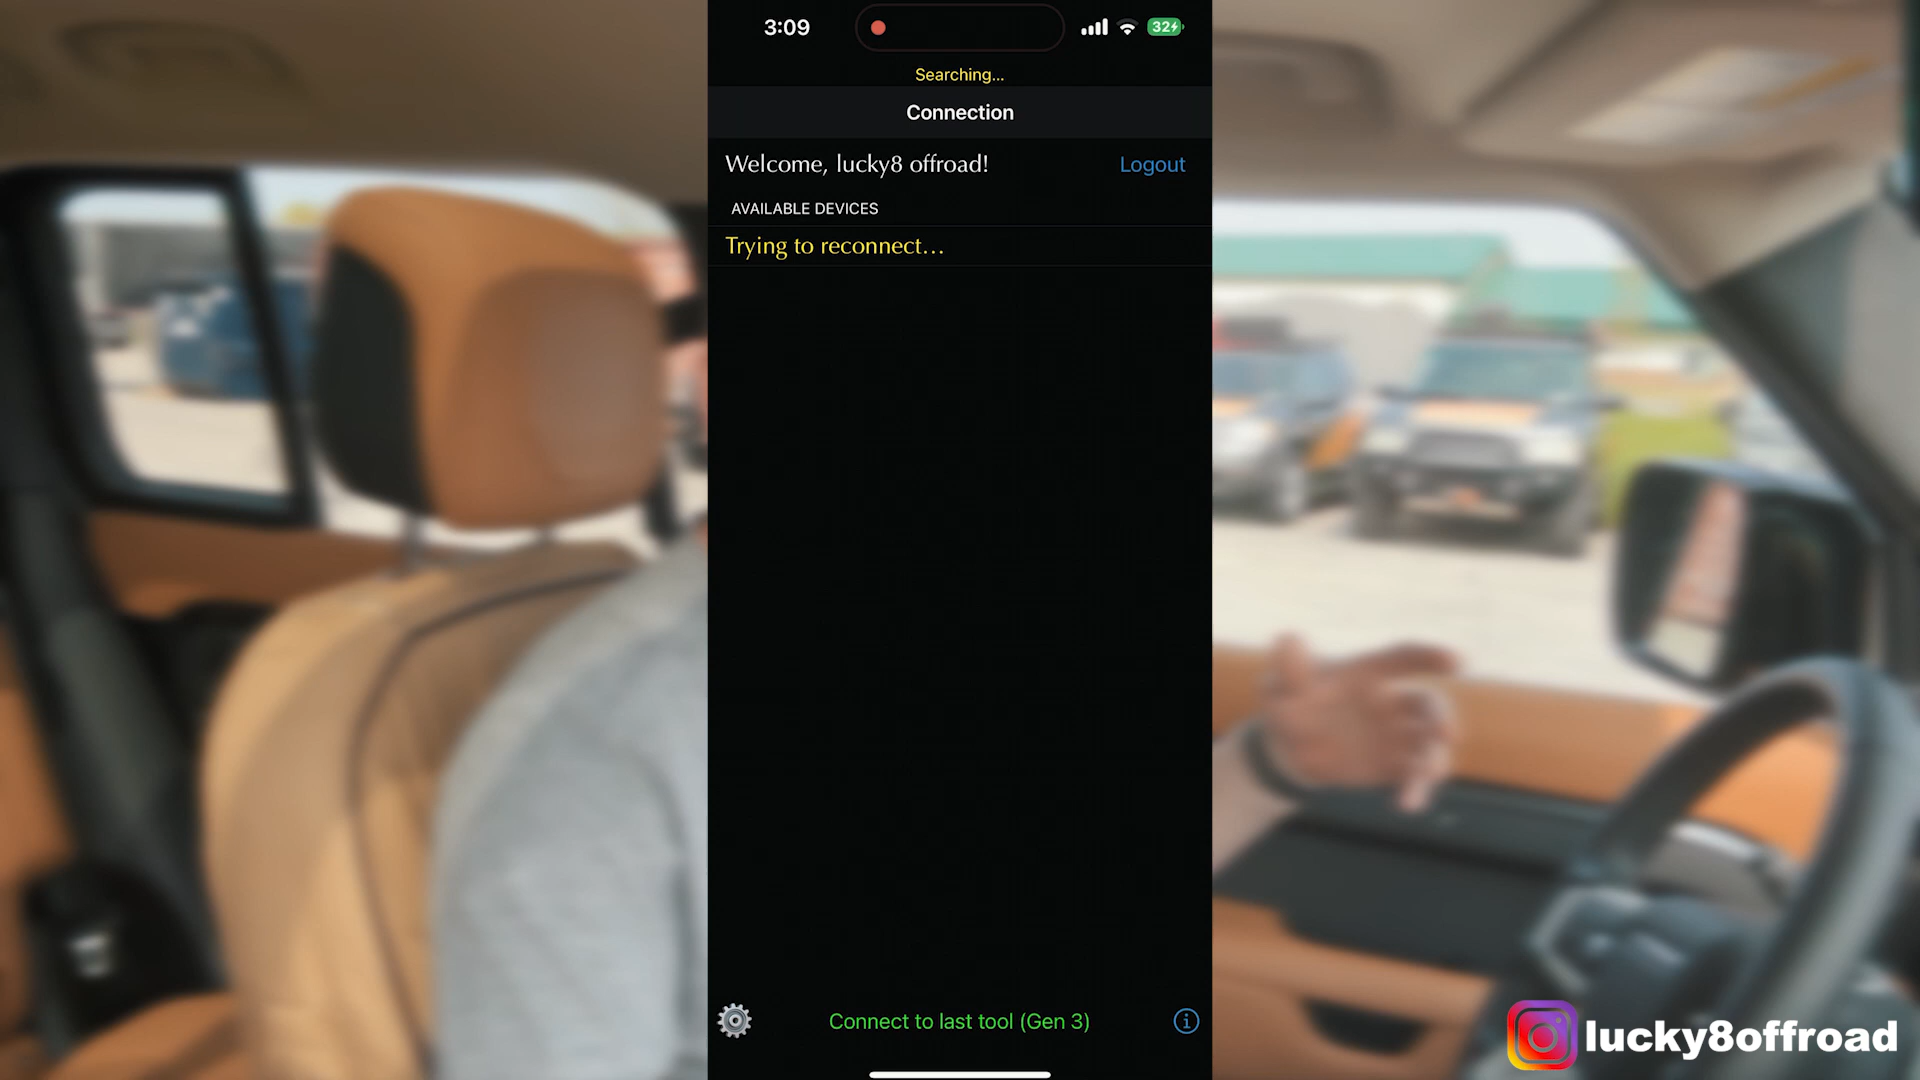 3:09
32
Searching...
Connection
Welcome, lucky8 offroad!
Logout
AVAILABLE DEVICES
Trying to reconnect...
Connect to last tool (Gen 3)
lucky8offroad